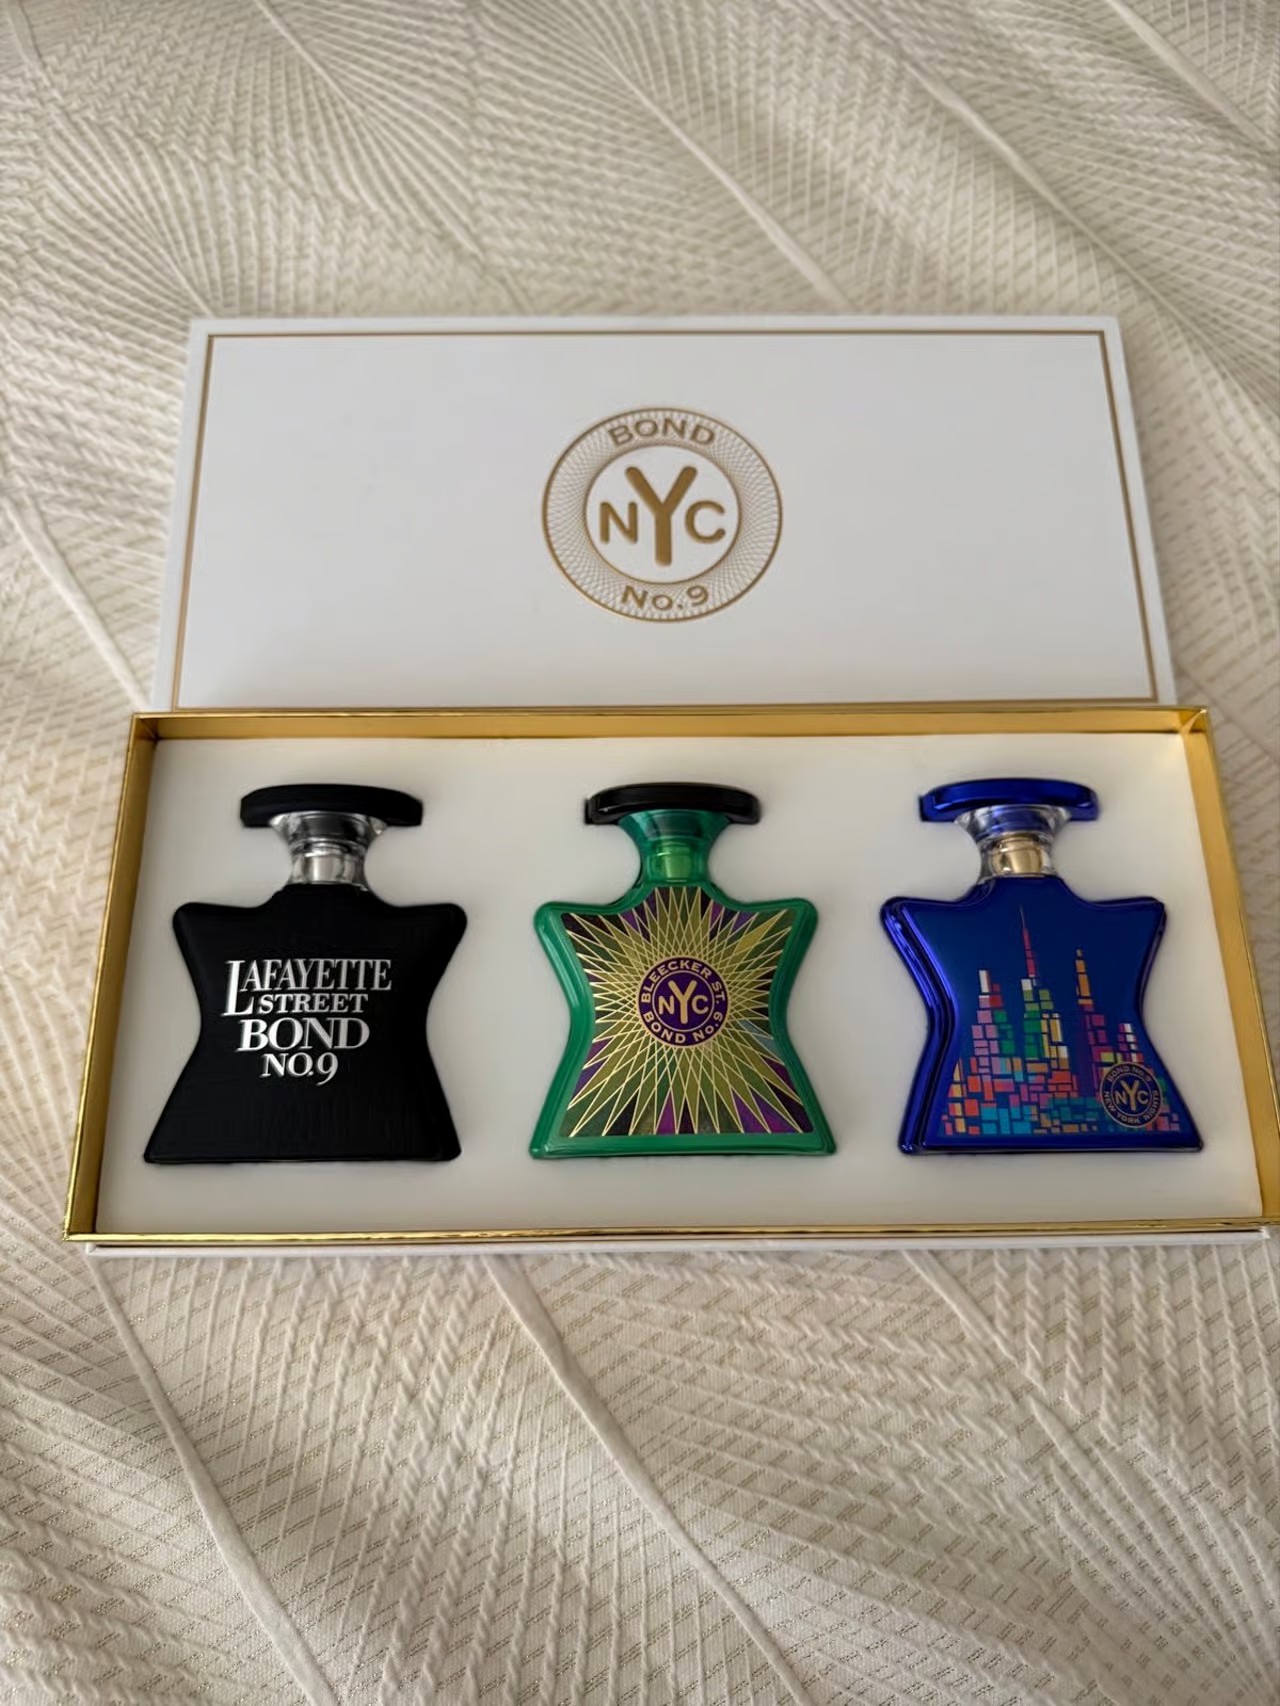 BOND
NYC
No.9
LAFAYETTE
STREET
BOND
NO.9
BLEECKER ST.
NYC
BOND NO.9
BOND NO.9
NYC
NEW YORK NIGHTS